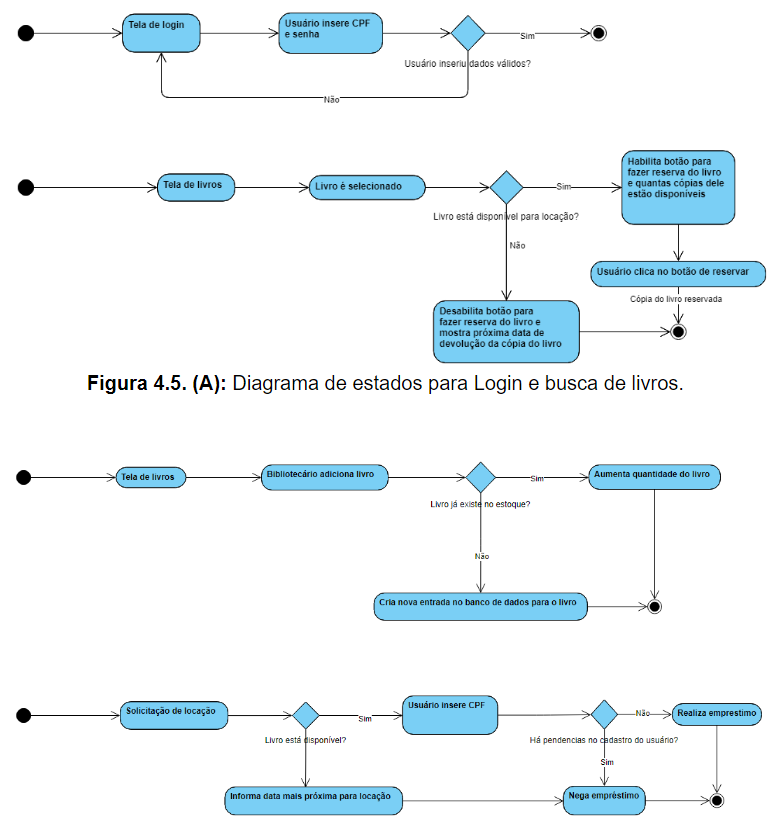 Tela de login
Usuário insere CPF
e senha
Sim
Usuário inseriu dados válidos?
Não
Tela de livros
Livro é selecionado
Sim
Livro está disponível para locação?
Não
Habilita botão para
fazer reserva do livro
e quantas cópias dele
estão disponíveis
Usuário clica no botão de reservar
Cópia do livro reservada
Desabilita botão para
fazer reserva do livro e
mostra próxima data de
devolução da cópia do livro
Figura 4.5. (A): Diagrama de estados para Login e busca de livros.
Tela de livros
Bibliotecário adiciona livro
Sim
Aumenta quantidade do livro
Livro já existe no estoque?
Não
Cria nova entrada no banco de dados para o livro
Solicitação de locação
Sim
Livro está disponível?
Usuário insere CPF
Não
Realiza emprestimo
Há pendencias no cadastro do usuário?
Sim
Informa data mais próxima para locação
Nega empréstimo